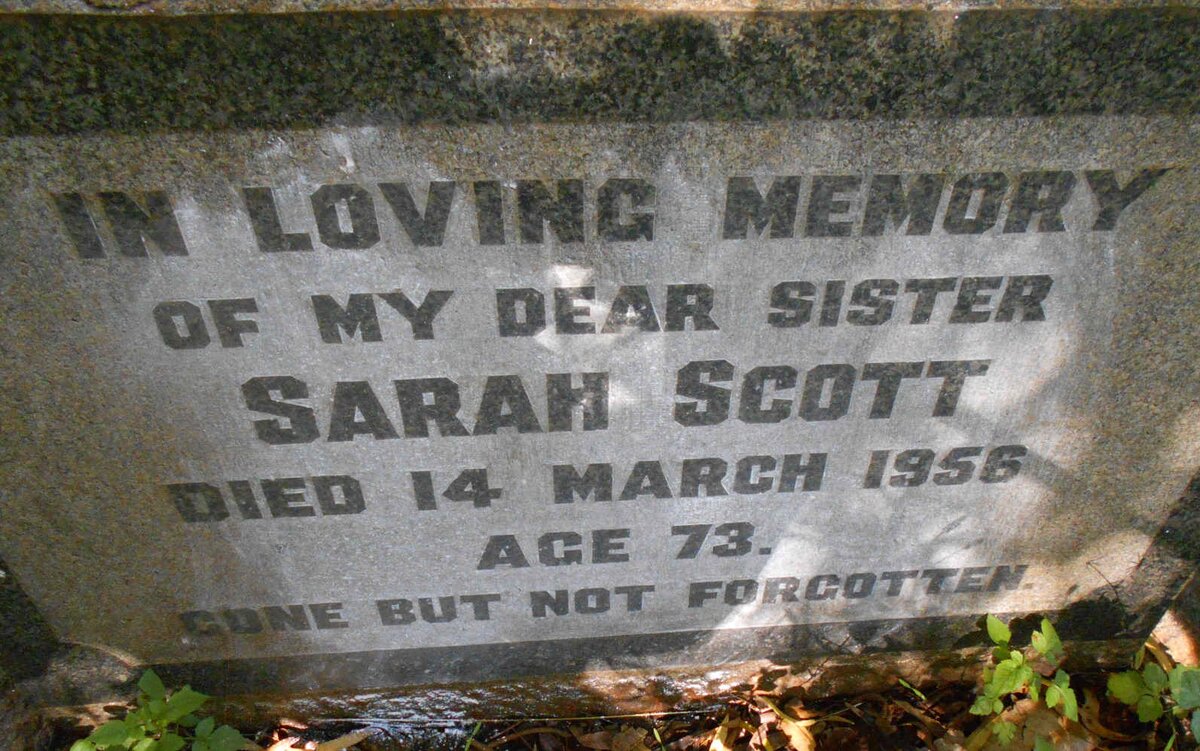 IN LOVING MEMORY
OF MY DEAR SISTER
SARAH SCOTT
DIED 14 MARCH 1956
AGE 73.
GONE BUT NOT FORGOTTEN.